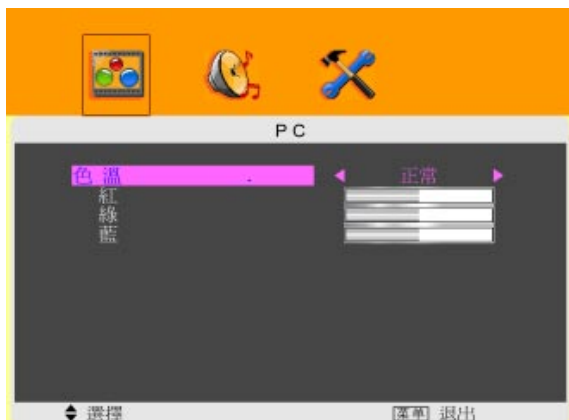 PC
色溫 . 正常
紅
綠
藍
選擇 菜單 退出